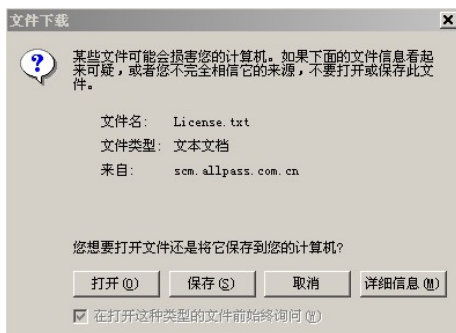 文件下载
某些文件可能会损害您的计算机。如果下面的文件信息看起
来可疑，或者您不完全相信它的来源，不要打开或保存此文
件。
文件名: License.txt
文件类型: 文本文档
来自: scm.allpass.com.cn
您想要打开文件还是将它保存到您的计算机?
打开(O) 保存(S) 取消 详细信息(M)
在打开这种类型的文件前始终询问(W)